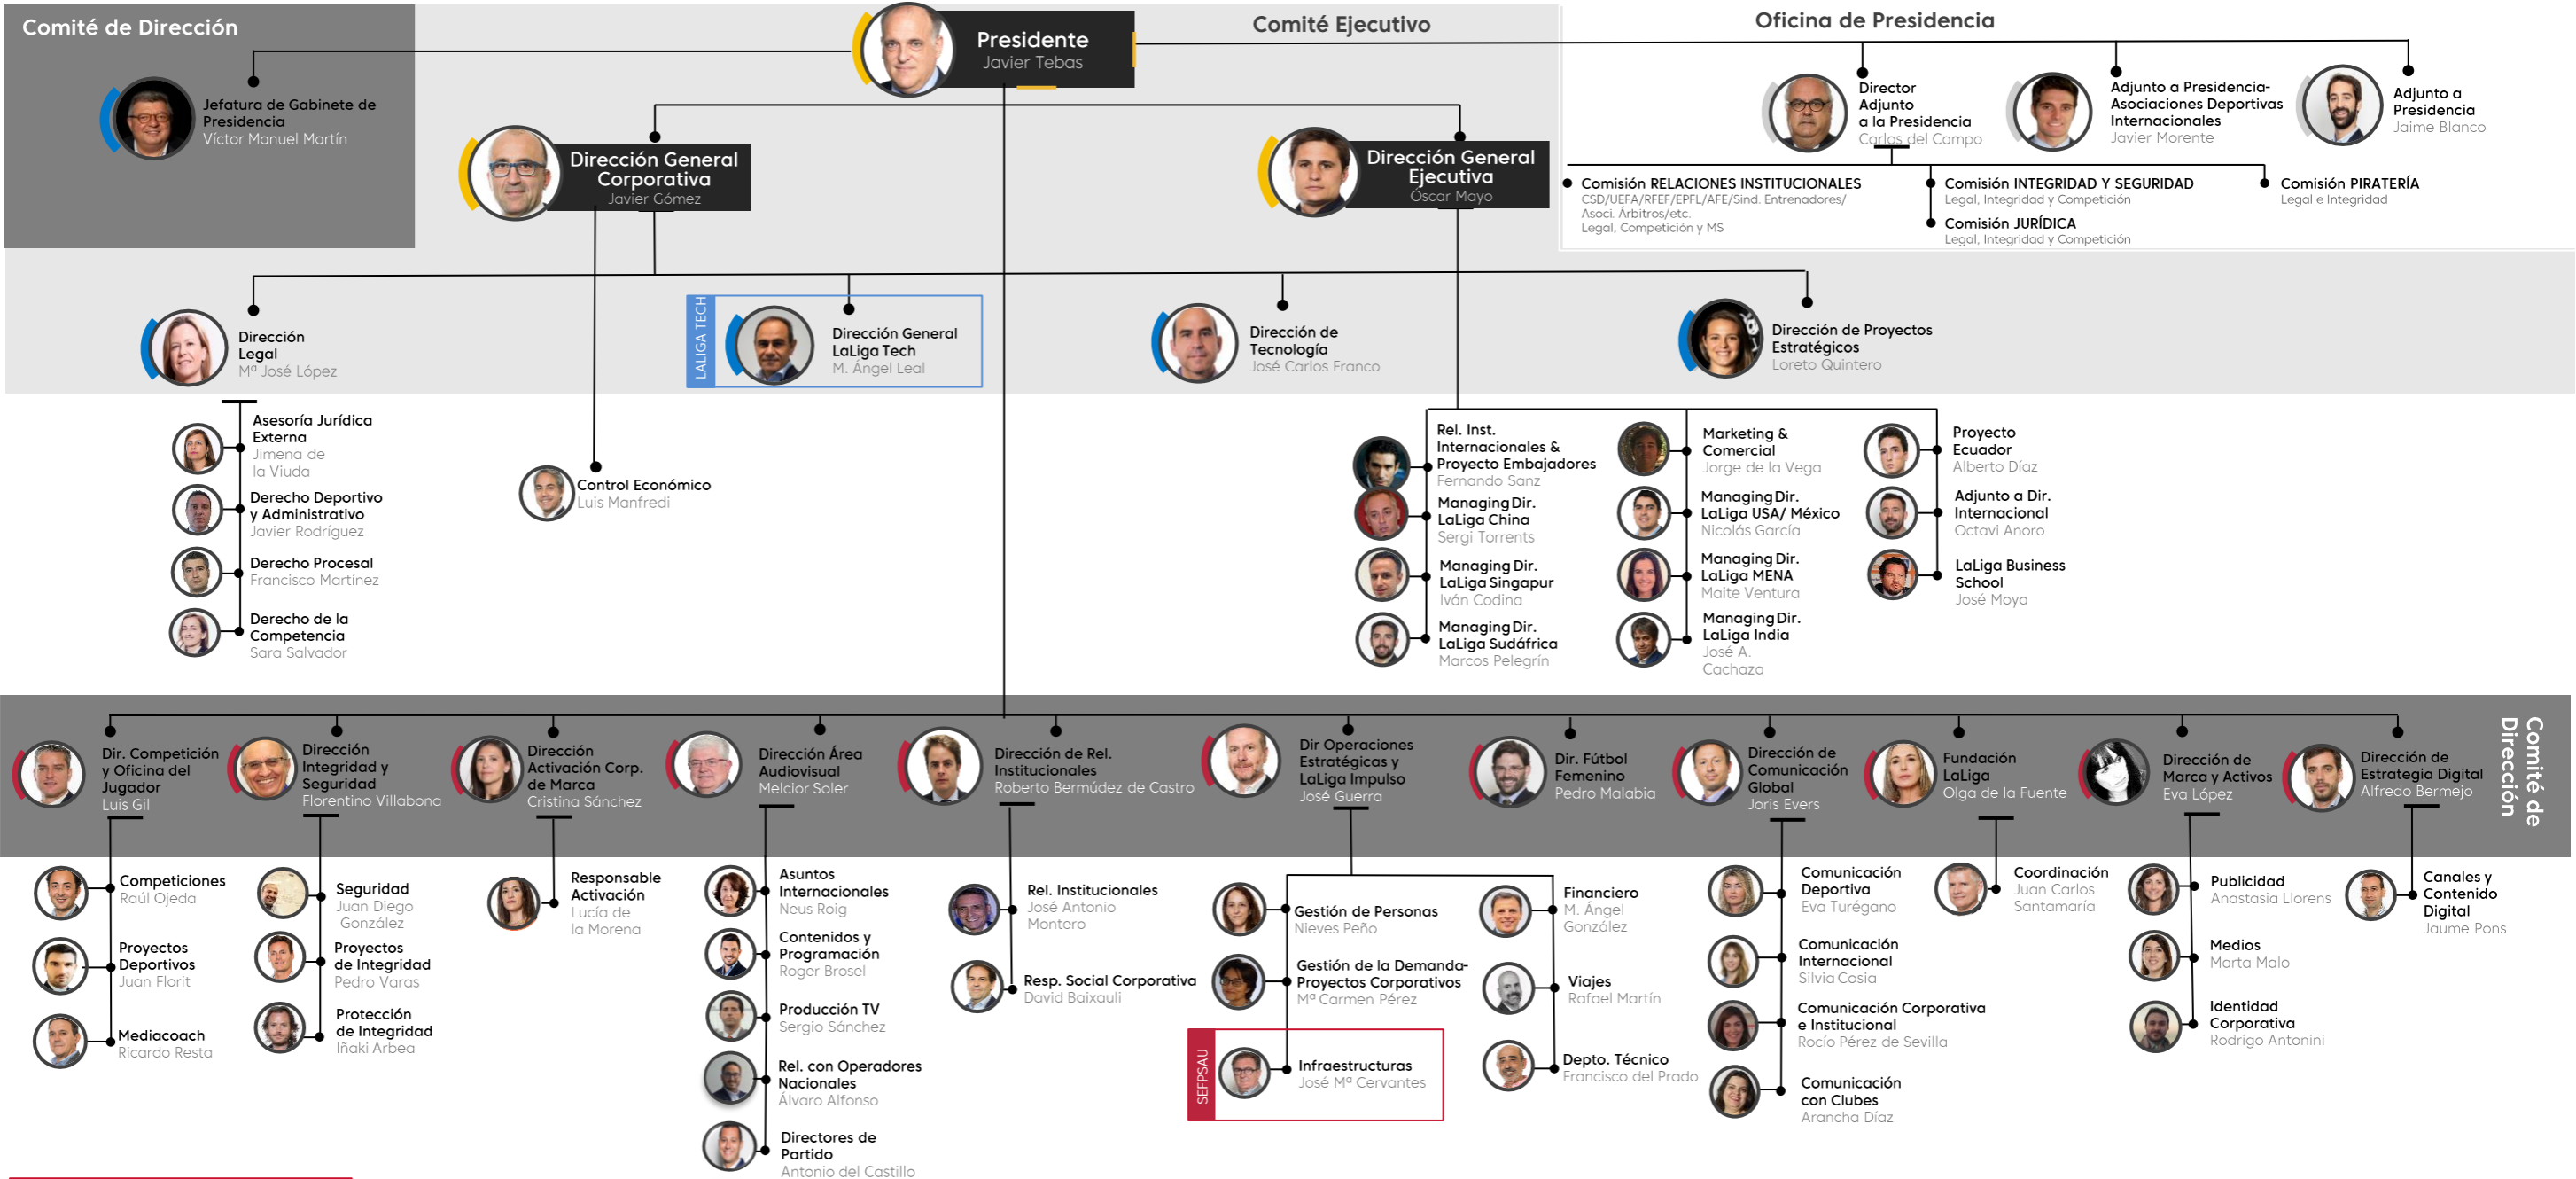 Comité de Dirección
Presidente
Javier Tebas
Comité Ejecutivo
Oficina de Presidencia
Jefatura de Gabinete de
Presidencia
Víctor Manuel Martín
Dirección General
Corporativa
Javier Gómez
Dirección General
Ejecutiva
Óscar Mayo
Director
Adjunto
a la Presidencia
Carlos del Campo
Adjunto a Presidencia-
Asociaciones Deportivas
Internacionales
Javier Morente
Adjunto a
Presidencia
Jaime Blanco
Comisión RELACIONES INSTITUCIONALES
CSD/UEFA/RFEF/EPFL/AFE/Sind. Entrenadores/
Asoci. Árbitros/etc.
Legal, Competición y MS
Comisión INTEGRIDAD Y SEGURIDAD
Legal, Integridad y Competición
Comisión JURÍDICA
Legal, Integridad y Competición
Comisión PIRATERÍA
Legal e Integridad
Dirección
Legal
Mª José López
LALIGA TECH
Dirección General
LaLiga Tech
M. Ángel Leal
Dirección de
Tecnología
José Carlos Franco
Dirección de Proyectos
Estratégicos
Loreto Quintero
Asesoría Jurídica
Externa
Jimena de
la Viuda
Derecho Deportivo
y Administrativo
Javier Rodríguez
Derecho Procesal
Francisco Martínez
Derecho de la
Competencia
Sara Salvador
Control Económico
Luis Manfredi
Rel. Inst.
Internacionales &
Proyecto Embajadores
Fernando Sanz
Managing Dir.
LaLiga China
Sergi Torrents
Managing Dir.
LaLiga Singapur
Iván Codina
Managing Dir.
LaLiga Sudáfrica
Marcos Pelegrín
Marketing &
Comercial
Jorge de la Vega
Managing Dir.
LaLiga USA/ México
Nicolás García
Managing Dir.
LaLiga MENA
Maite Ventura
Managing Dir.
LaLiga India
José A.
Cachaza
Proyecto
Ecuador
Alberto Díaz
Adjunto a Dir.
Internacional
Octavi Anoro
LaLiga Business
School
José Moya
Comité de
Dirección
Dir. Competición
y Oficina del
Jugador
Luis Gil
Dirección
Integridad y
Seguridad
Florentino Villabona
Dirección
Activación Corp.
de Marca
Cristina Sánchez
Dirección Área
Audiovisual
Melcior Soler
Dirección de Rel.
Institucionales
Roberto Bermúdez de Castro
Dir Operaciones
Estratégicas y
LaLiga Impulso
José Guerra
Dir. Fútbol
Femenino
Pedro Malabia
Dirección de
Comunicación
Global
Joris Evers
Fundación
LaLiga
Olga de la Fuente
Dirección de
Marca y Activos
Eva López
Dirección de
Estrategia Digital
Alfredo Bermejo
Competiciones
Raúl Ojeda
Proyectos
Deportivos
Juan Florit
Mediacoach
Ricardo Resta
Seguridad
Juan Diego
González
Proyectos
de Integridad
Pedro Varas
Protección
de Integridad
Iñaki Arbea
Responsable
Activación
Lucía de
la Morena
Asuntos
Internacionales
Neus Roig
Contenidos y
Programación
Roger Brosel
Producción TV
Sergio Sánchez
Rel. con Operadores
Nacionales
Álvaro Alfonso
Directores de
Partido
Antonio del Castillo
Rel. Institucionales
José Antonio
Montero
Resp. Social Corporativa
David Baixauli
Gestión de Personas
Nieves Peño
Gestión de la Demanda-
Proyectos Corporativos
Mª Carmen Pérez
SEFPSAU
Infraestructuras
José Mª Cervantes
Financiero
M. Ángel
González
Viajes
Rafael Martín
Depto. Técnico
Francisco del Prado
Comunicación
Deportiva
Eva Turégano
Comunicación
Internacional
Silvia Cosia
Comunicación Corporativa
e Institucional
Rocío Pérez de Sevilla
Comunicación
con Clubes
Arancha Díaz
Coordinación
Juan Carlos
Santamaría
Publicidad
Anastasia Llorens
Medios
Marta Malo
Identidad
Corporativa
Rodrigo Antonini
Canales y
Contenido
Digital
Jaume Pons